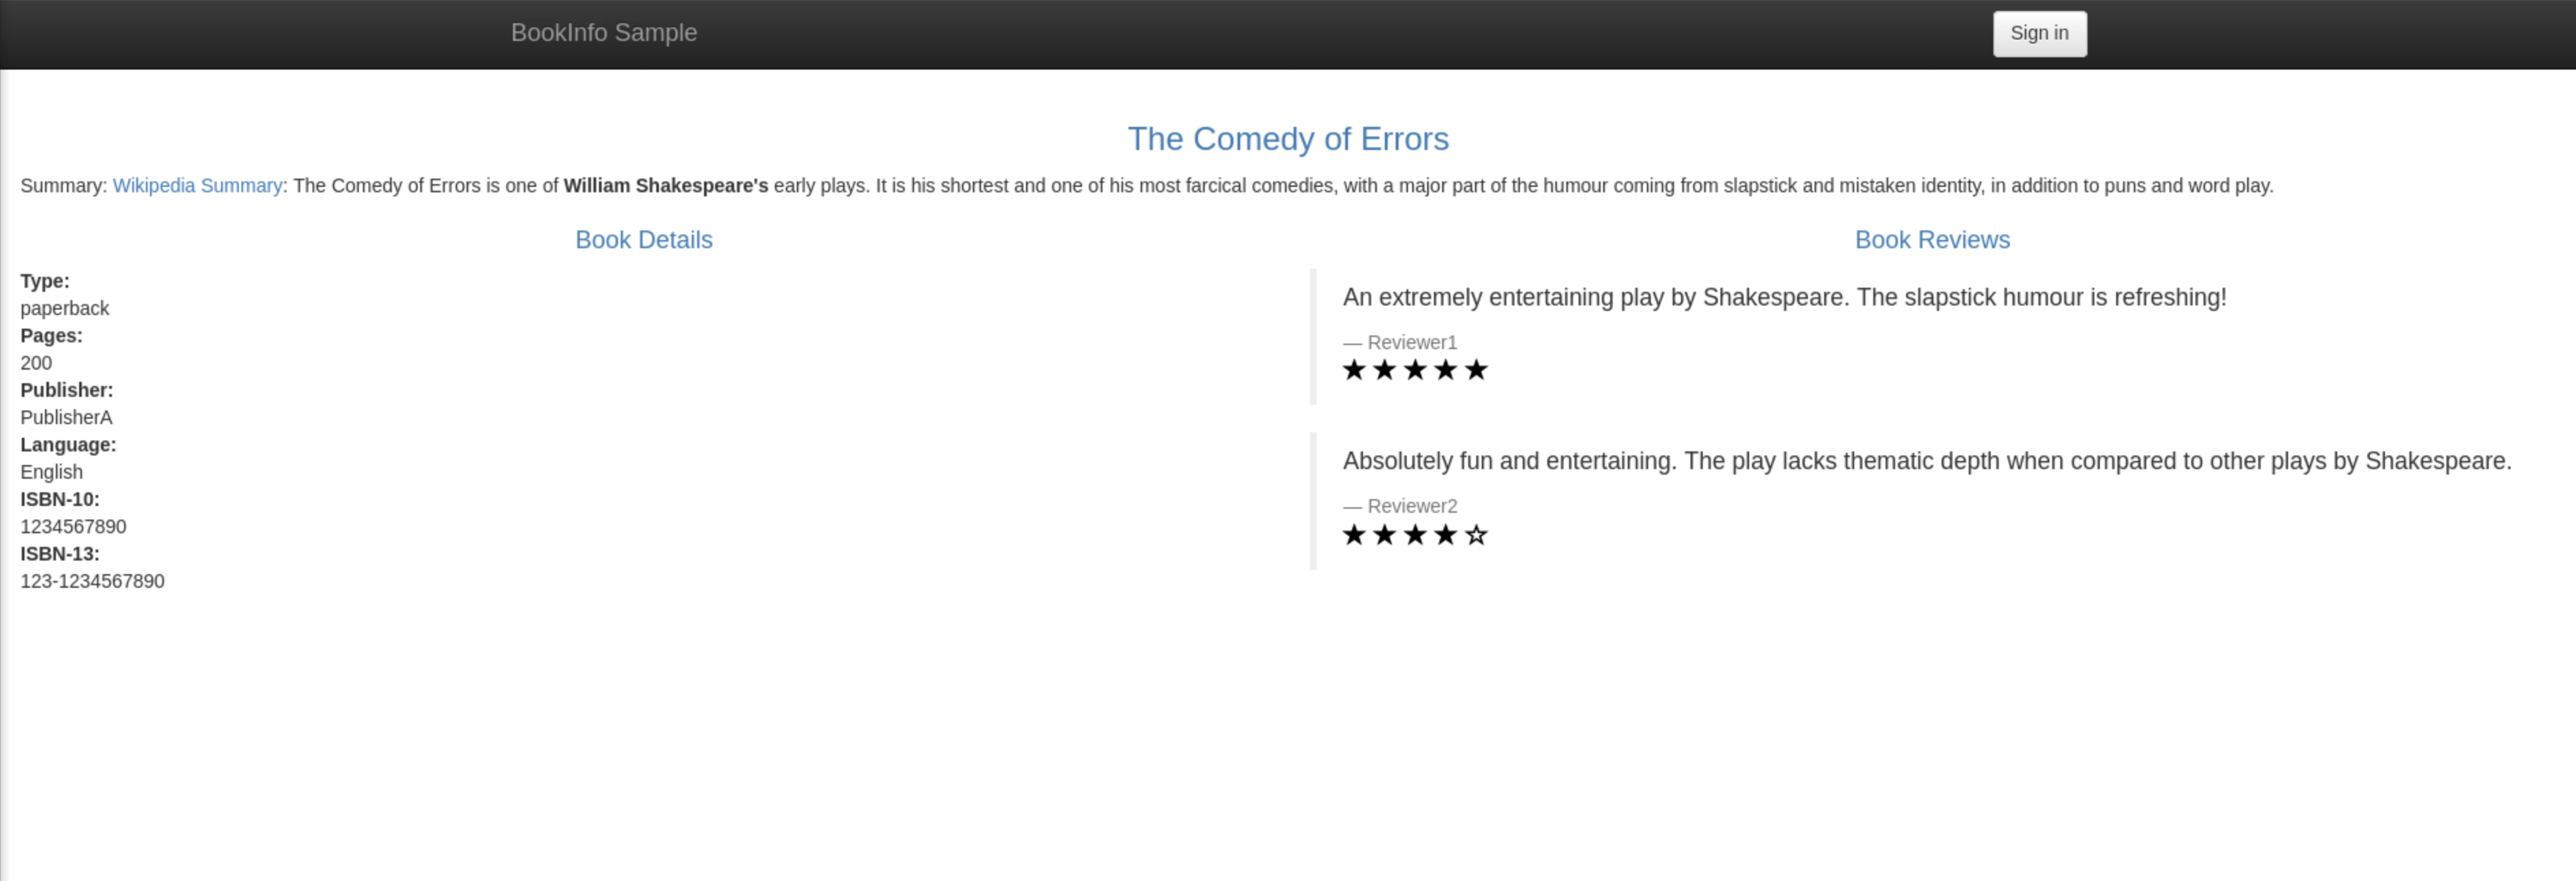 BookInfo Sample
Sign in
The Comedy of Errors
Summary: Wikipedia Summary: The Comedy of Errors is one of William Shakespeare's early plays. It is his shortest and one of his most farcical comedies, with a major part of the humour coming from slapstick and mistaken identity, in addition to puns and word play.
Book Details
Type:
paperback
Pages:
200
Publisher:
PublisherA
Language:
English
ISBN-10:
1234567890
ISBN-13:
123-1234567890
Book Reviews
An extremely entertaining play by Shakespeare. The slapstick humour is refreshing!
— Reviewer1
★★★★★
Absolutely fun and entertaining. The play lacks thematic depth when compared to other plays by Shakespeare.
— Reviewer2
★★★★☆